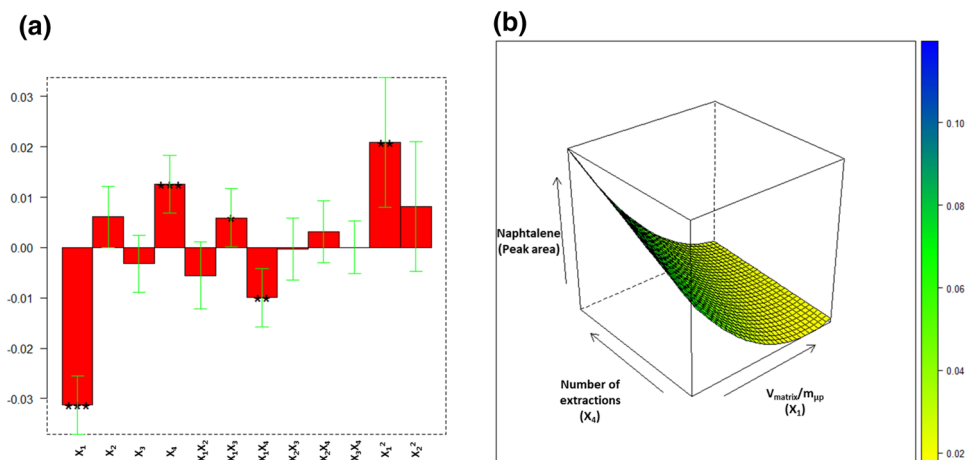 (a)
0.03
0.02
0.01
0.00
-0.01
-0.02
-0.03
***
***
*
**
**
X₁
X₂
X₃
X₄
X₁X₂
X₁X₃
X₁X₄
X₂X₃
X₂X₄
X₃X₄
X₁²
X₂²
(b)
Naphtalene
(Peak area)
Number of
extractions
(X₄)
Vmatrix/mμp
(X₁)
0.10
0.08
0.06
0.04
0.02